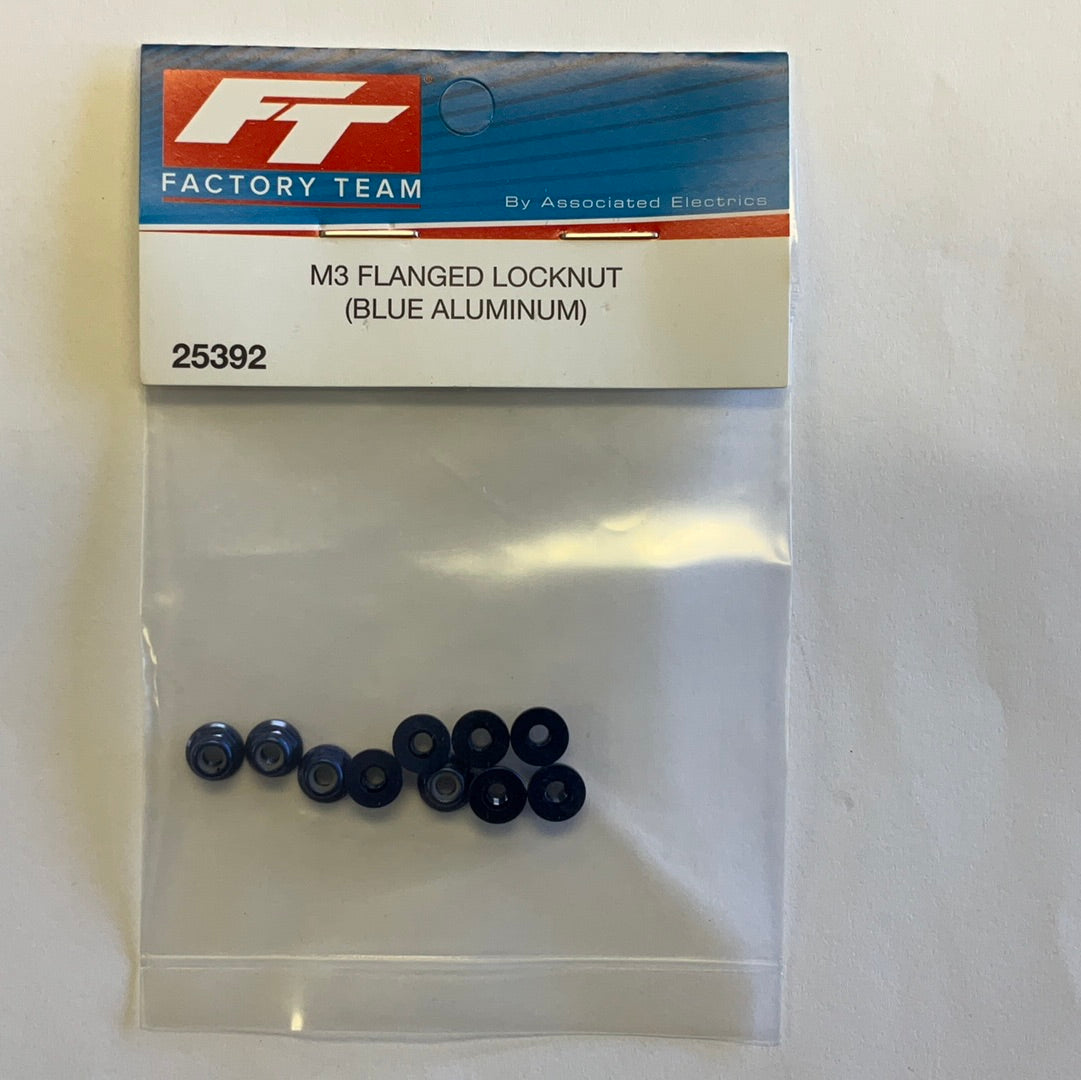 FT
FACTORY TEAM
By Associated Electrics
M3 FLANGED LOCKNUT
(BLUE ALUMINUM)
25392